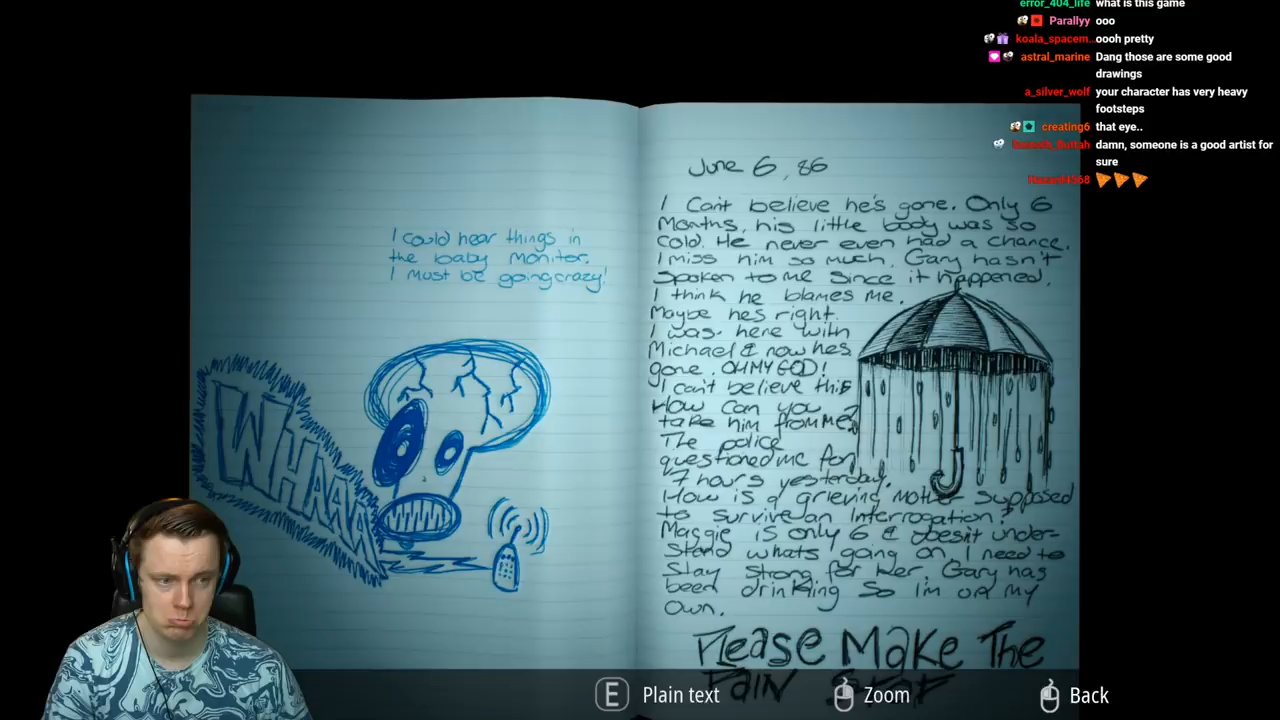 error_404_life what is this game
Parallyy ooo
koala_spacem.. oooh pretty
astral_marine Dang those are some good
drawings
a_silver_wolf your character has very heavy
footsteps
creating6 that eye..
damn, someone is a good artist for
sure
I could hear things in
the baby monitor.
I must be going crazy!
WHAAA
June 6, 86
I Can't believe he's gone. Only 6
Months, his little body was so
cold. He never even had a chance.
I miss him so much. Gary hasn't
spoken to me since it happened.
I think he blames me.
Maybe hes right.
I was here with
Michael & now hes
gone. OH MY GOD!
I can't believe this
How can you
take him from me?
The police
questioned me for
7 hours yesterday.
How is a grieving mother supposed
to survive an interrogation?
Maggie is only 6 & doesn't under-
stand whats going on. I need to
stay strong for her. Gary has
been drinking so I'm on my
own.
Please Make The
Pain Stop
E Plain text Zoom Back